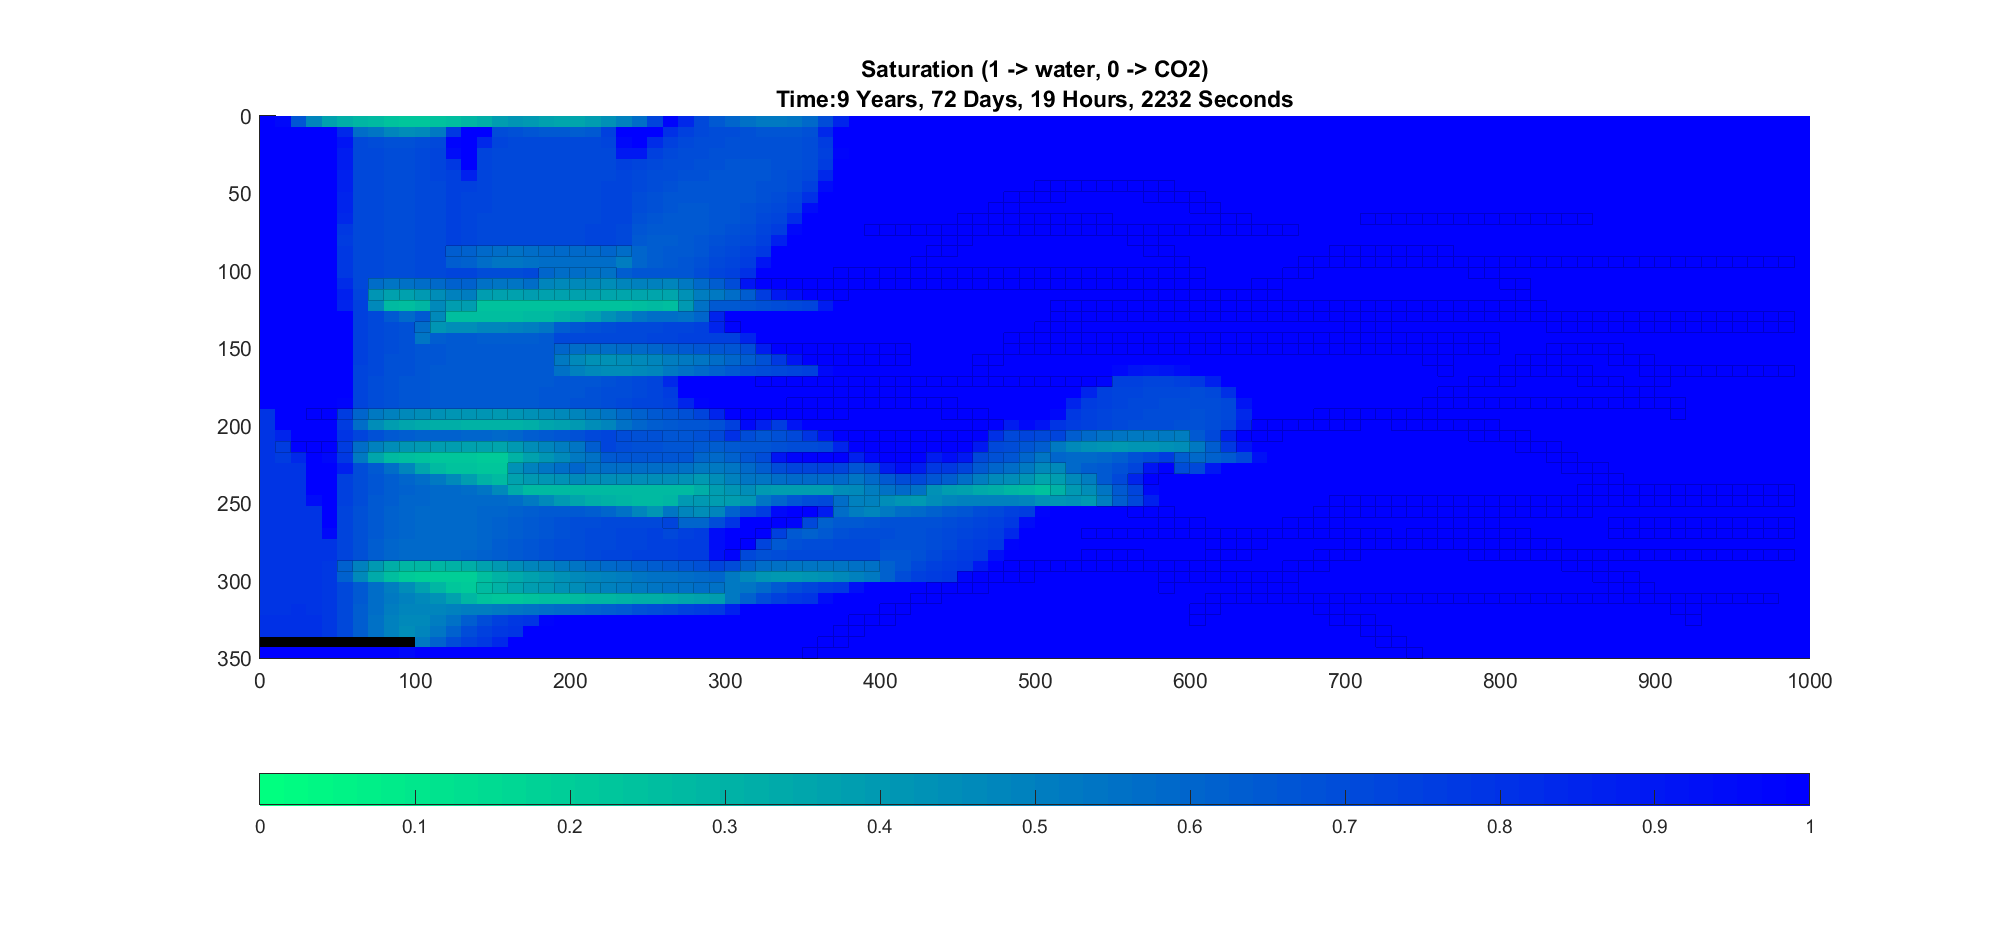 Saturation (1 -> water, 0 -> CO2)
Time:9 Years, 72 Days, 19 Hours, 2232 Seconds
0
50
100
150
200
250
300
350
0 100 200 300 400 500 600 700 800 900 1000
0 0.1 0.2 0.3 0.4 0.5 0.6 0.7 0.8 0.9 1